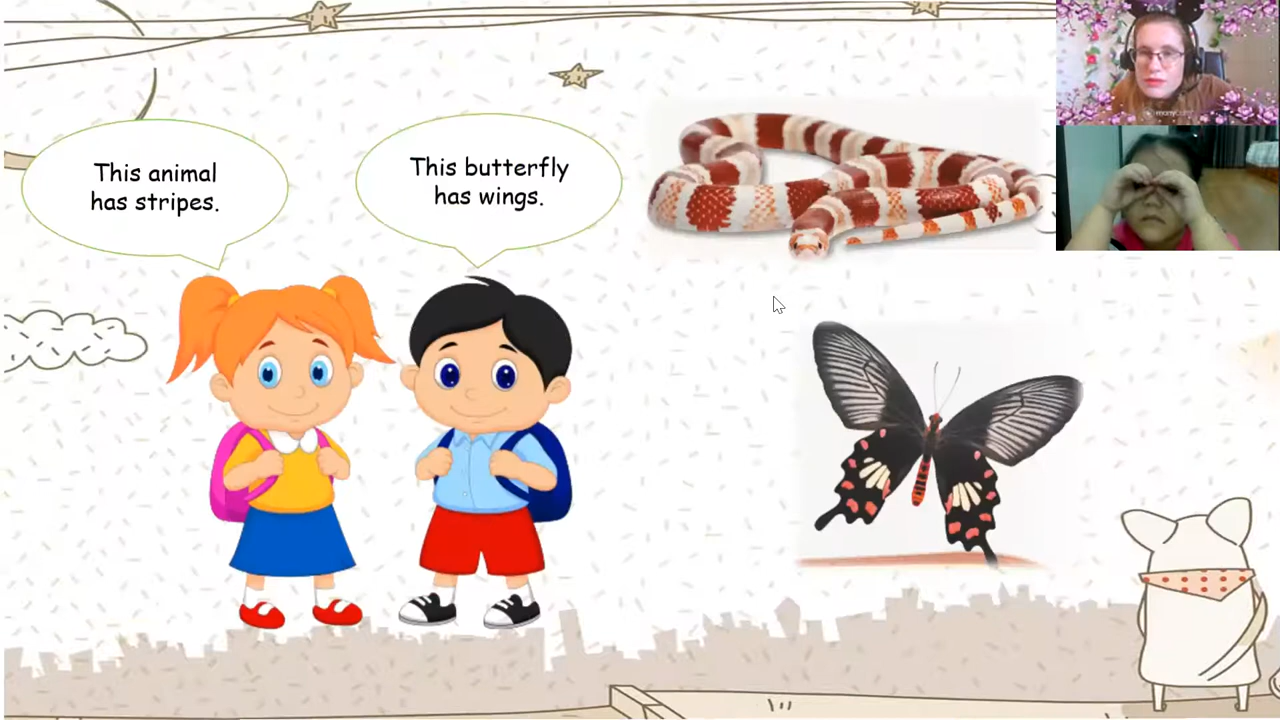 This animal
has stripes.
This butterfly
has wings.